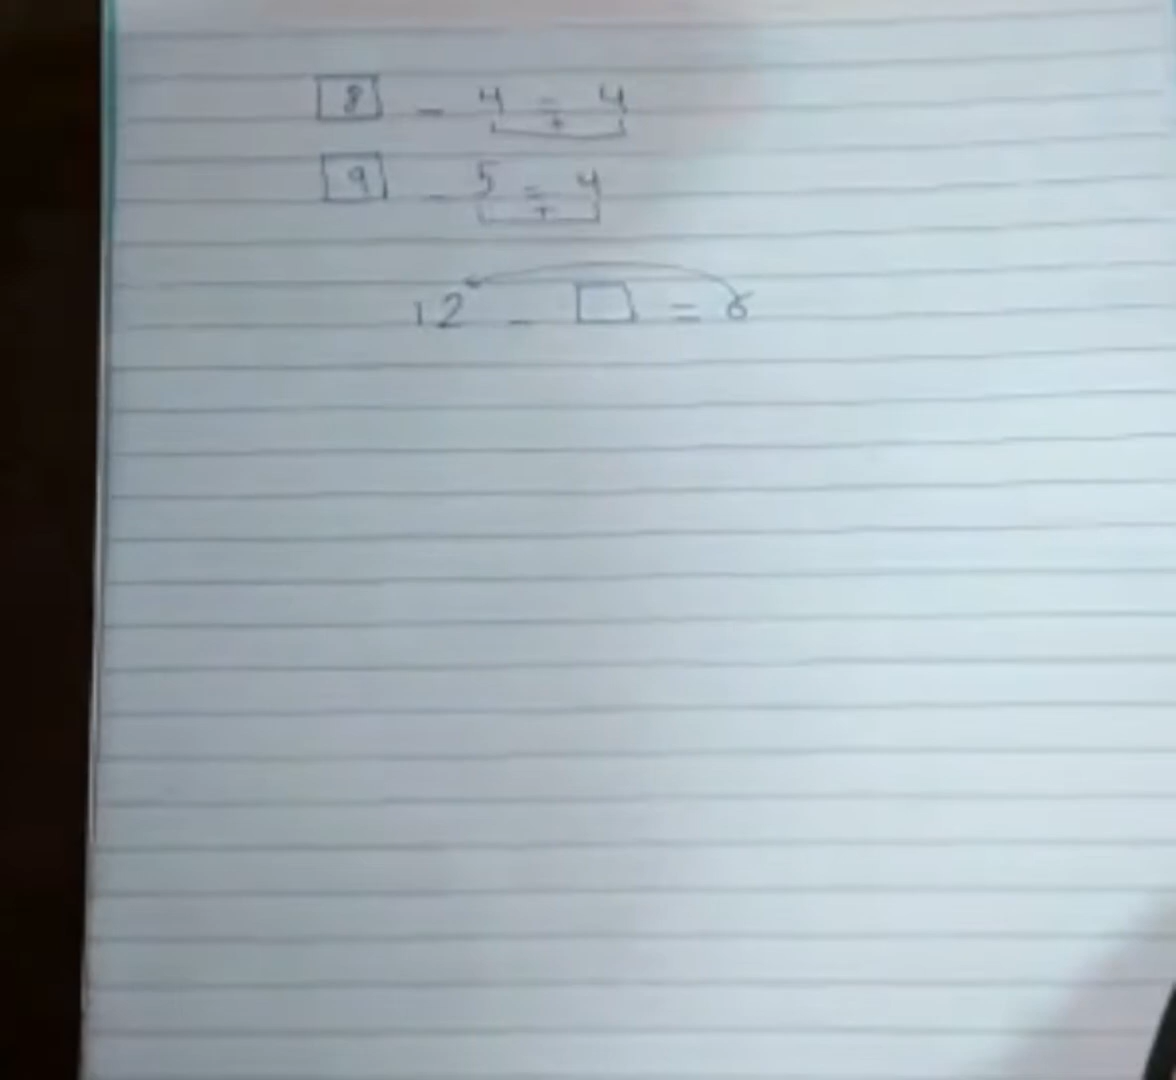 8 - 4 = 4
+
9 - 5 = 4
+
12 - □ = 8